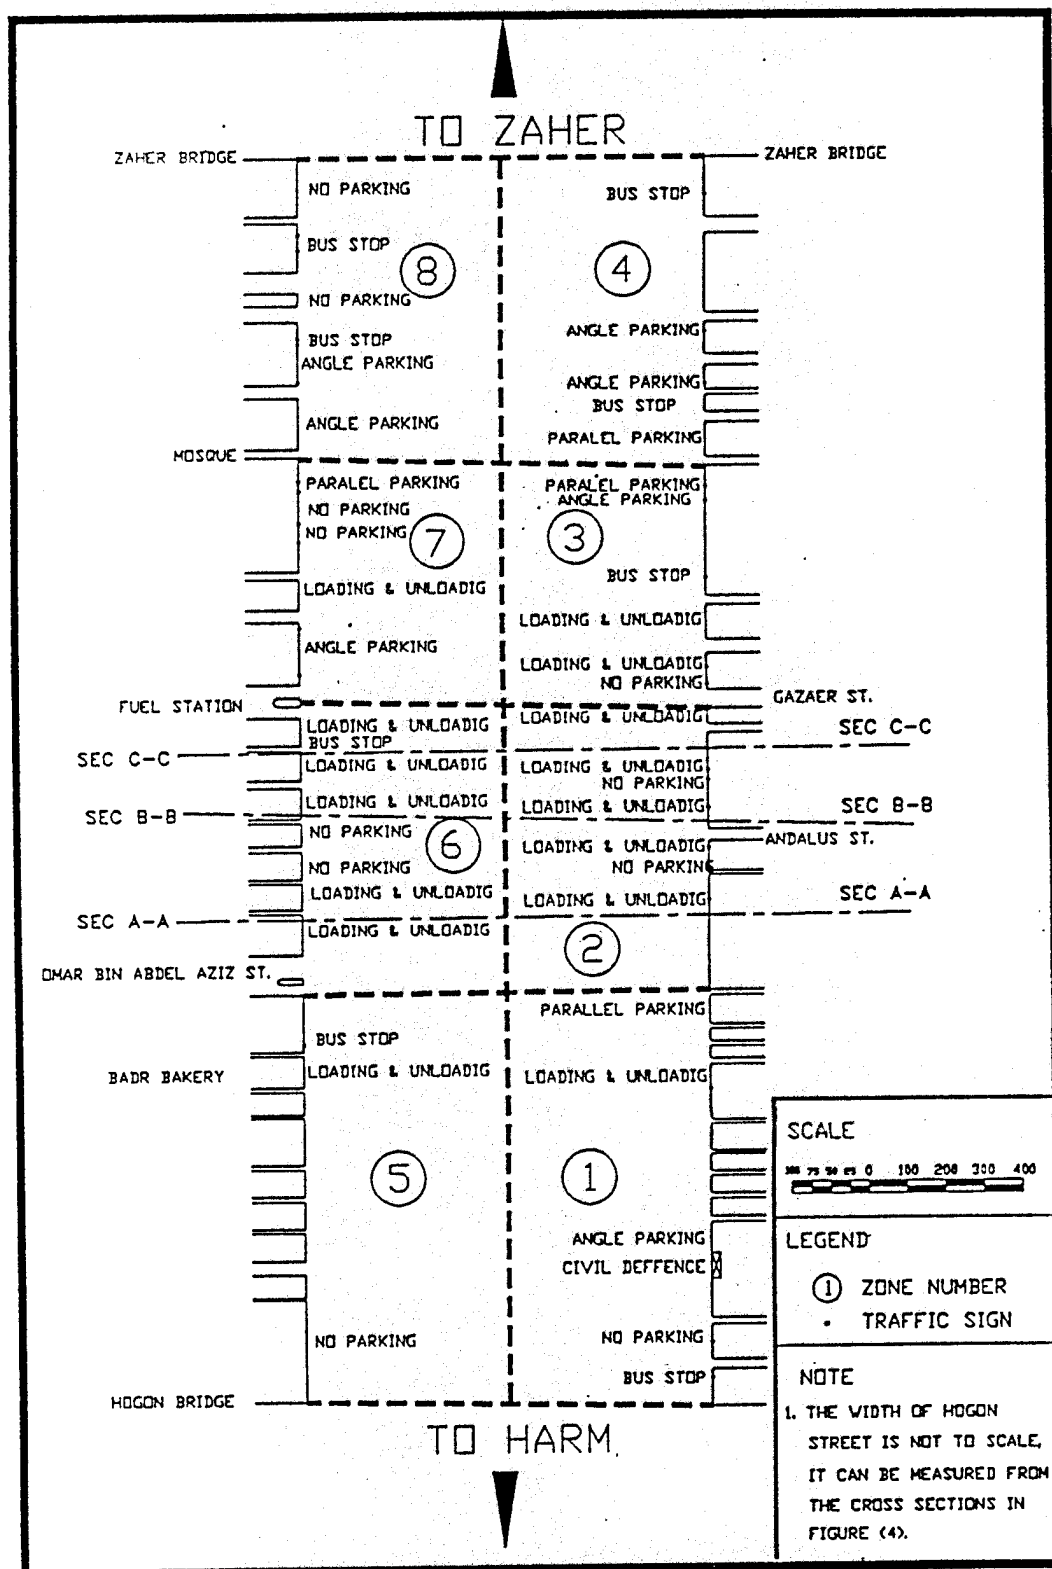 TO ZAHER
ZAHER BRIDGE
ZAHER BRIDGE
NO PARKING
BUS STOP
BUS STOP
8
4
NO PARKING
BUS STOP
ANGLE PARKING
ANGLE PARKING
ANGLE PARKING
BUS STOP
ANGLE PARKING
PARALEL PARKING
MOSQUE
PARALEL PARKING
PARALEL PARKING
ANGLE PARKING
NO PARKING
NO PARKING
7
3
BUS STOP
LOADING & UNLOADIG
LOADING & UNLOADIG
ANGLE PARKING
LOADING & UNLOADIG
NO PARKING
GAZAER ST.
FUEL STATION
LOADING & UNLOADIG
LOADING & UNLOADIG
SEC C-C
BUS STOP
SEC C-C
LOADING & UNLOADIG
LOADING & UNLOADIG
NO PARKING
LOADING & UNLOADIG
LOADING & UNLOADIG
SEC B-B
SEC B-B
NO PARKING
6
LOADING & UNLOADIG
ANDALUS ST.
NO PARKING
NO PARKING
LOADING & UNLOADIG
LOADING & UNLOADIG
SEC A-A
SEC A-A
LOADING & UNLOADIG
2
OMAR BIN ABDEL AZIZ ST.
PARALLEL PARKING
BUS STOP
BADR BAKERY
LOADING & UNLOADIG
LOADING & UNLOADIG
5
1
ANGLE PARKING
CIVIL DEFFENCE
NO PARKING
NO PARKING
BUS STOP
HOGON BRIDGE
TO HARM.
SCALE
100 75 50 25 0 100 200 300 400
LEGEND
1 ZONE NUMBER
• TRAFFIC SIGN
NOTE
1. THE WIDTH OF HOGON
STREET IS NOT TO SCALE,
IT CAN BE MEASURED FROM
THE CROSS SECTIONS IN
FIGURE (4).